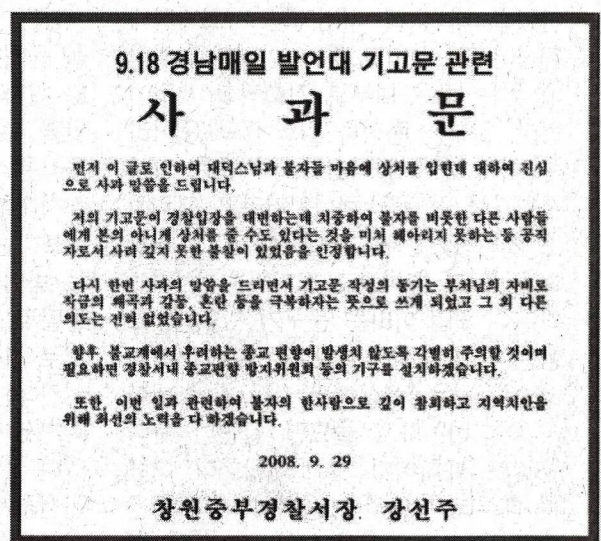 9.18 경남매일 발언대 기고문 관련
사 과 문
먼저 이 글로 인하여 대덕스님과 불자들 마음에 상처를 입힌데 대하여 진심
으로 사과 말씀을 드립니다.
저의 기고문이 경찰입장을 대변하는데 치중하여 불자를 비롯한 다른 사람들
에게 본의 아니게 상처를 줄 수도 있다는 것을 미처 헤아리지 못하는 등 공직
자로서 사려 깊지 못한 불찰이 있었음을 인정합니다.
다시 한번 사과의 말씀을 드리면서 기고문 작성의 동기는 부처님의 자비로
작금의 왜곡과 갈등, 혼란 등을 극복하자는 뜻으로 쓰게 되었고 그 외 다른
의도는 전혀 없었습니다.
향후, 불교계에서 우려하는 종교 편향이 발생치 않도록 각별히 주의할 것이며
필요하면 경찰서내 종교편향 방지위원회 등의 기구를 설치하겠습니다.
또한, 이번 일과 관련하여 불자의 한사람으로 깊이 참회하고 지역치안을
위해 최선의 노력을 다 하겠습니다.
2008. 9. 29
창원중부경찰서장 강선주